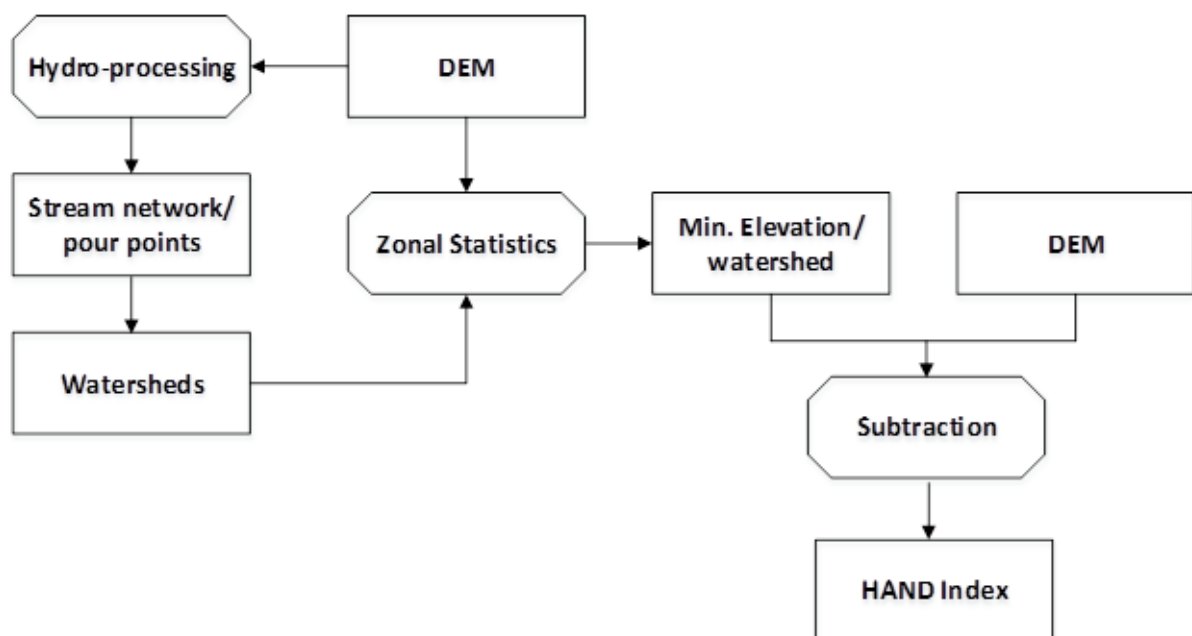 Hydro-processing
DEM
Stream network/
pour points
Zonal Statistics
Min. Elevation/
watershed
DEM
Watersheds
Subtraction
HAND Index